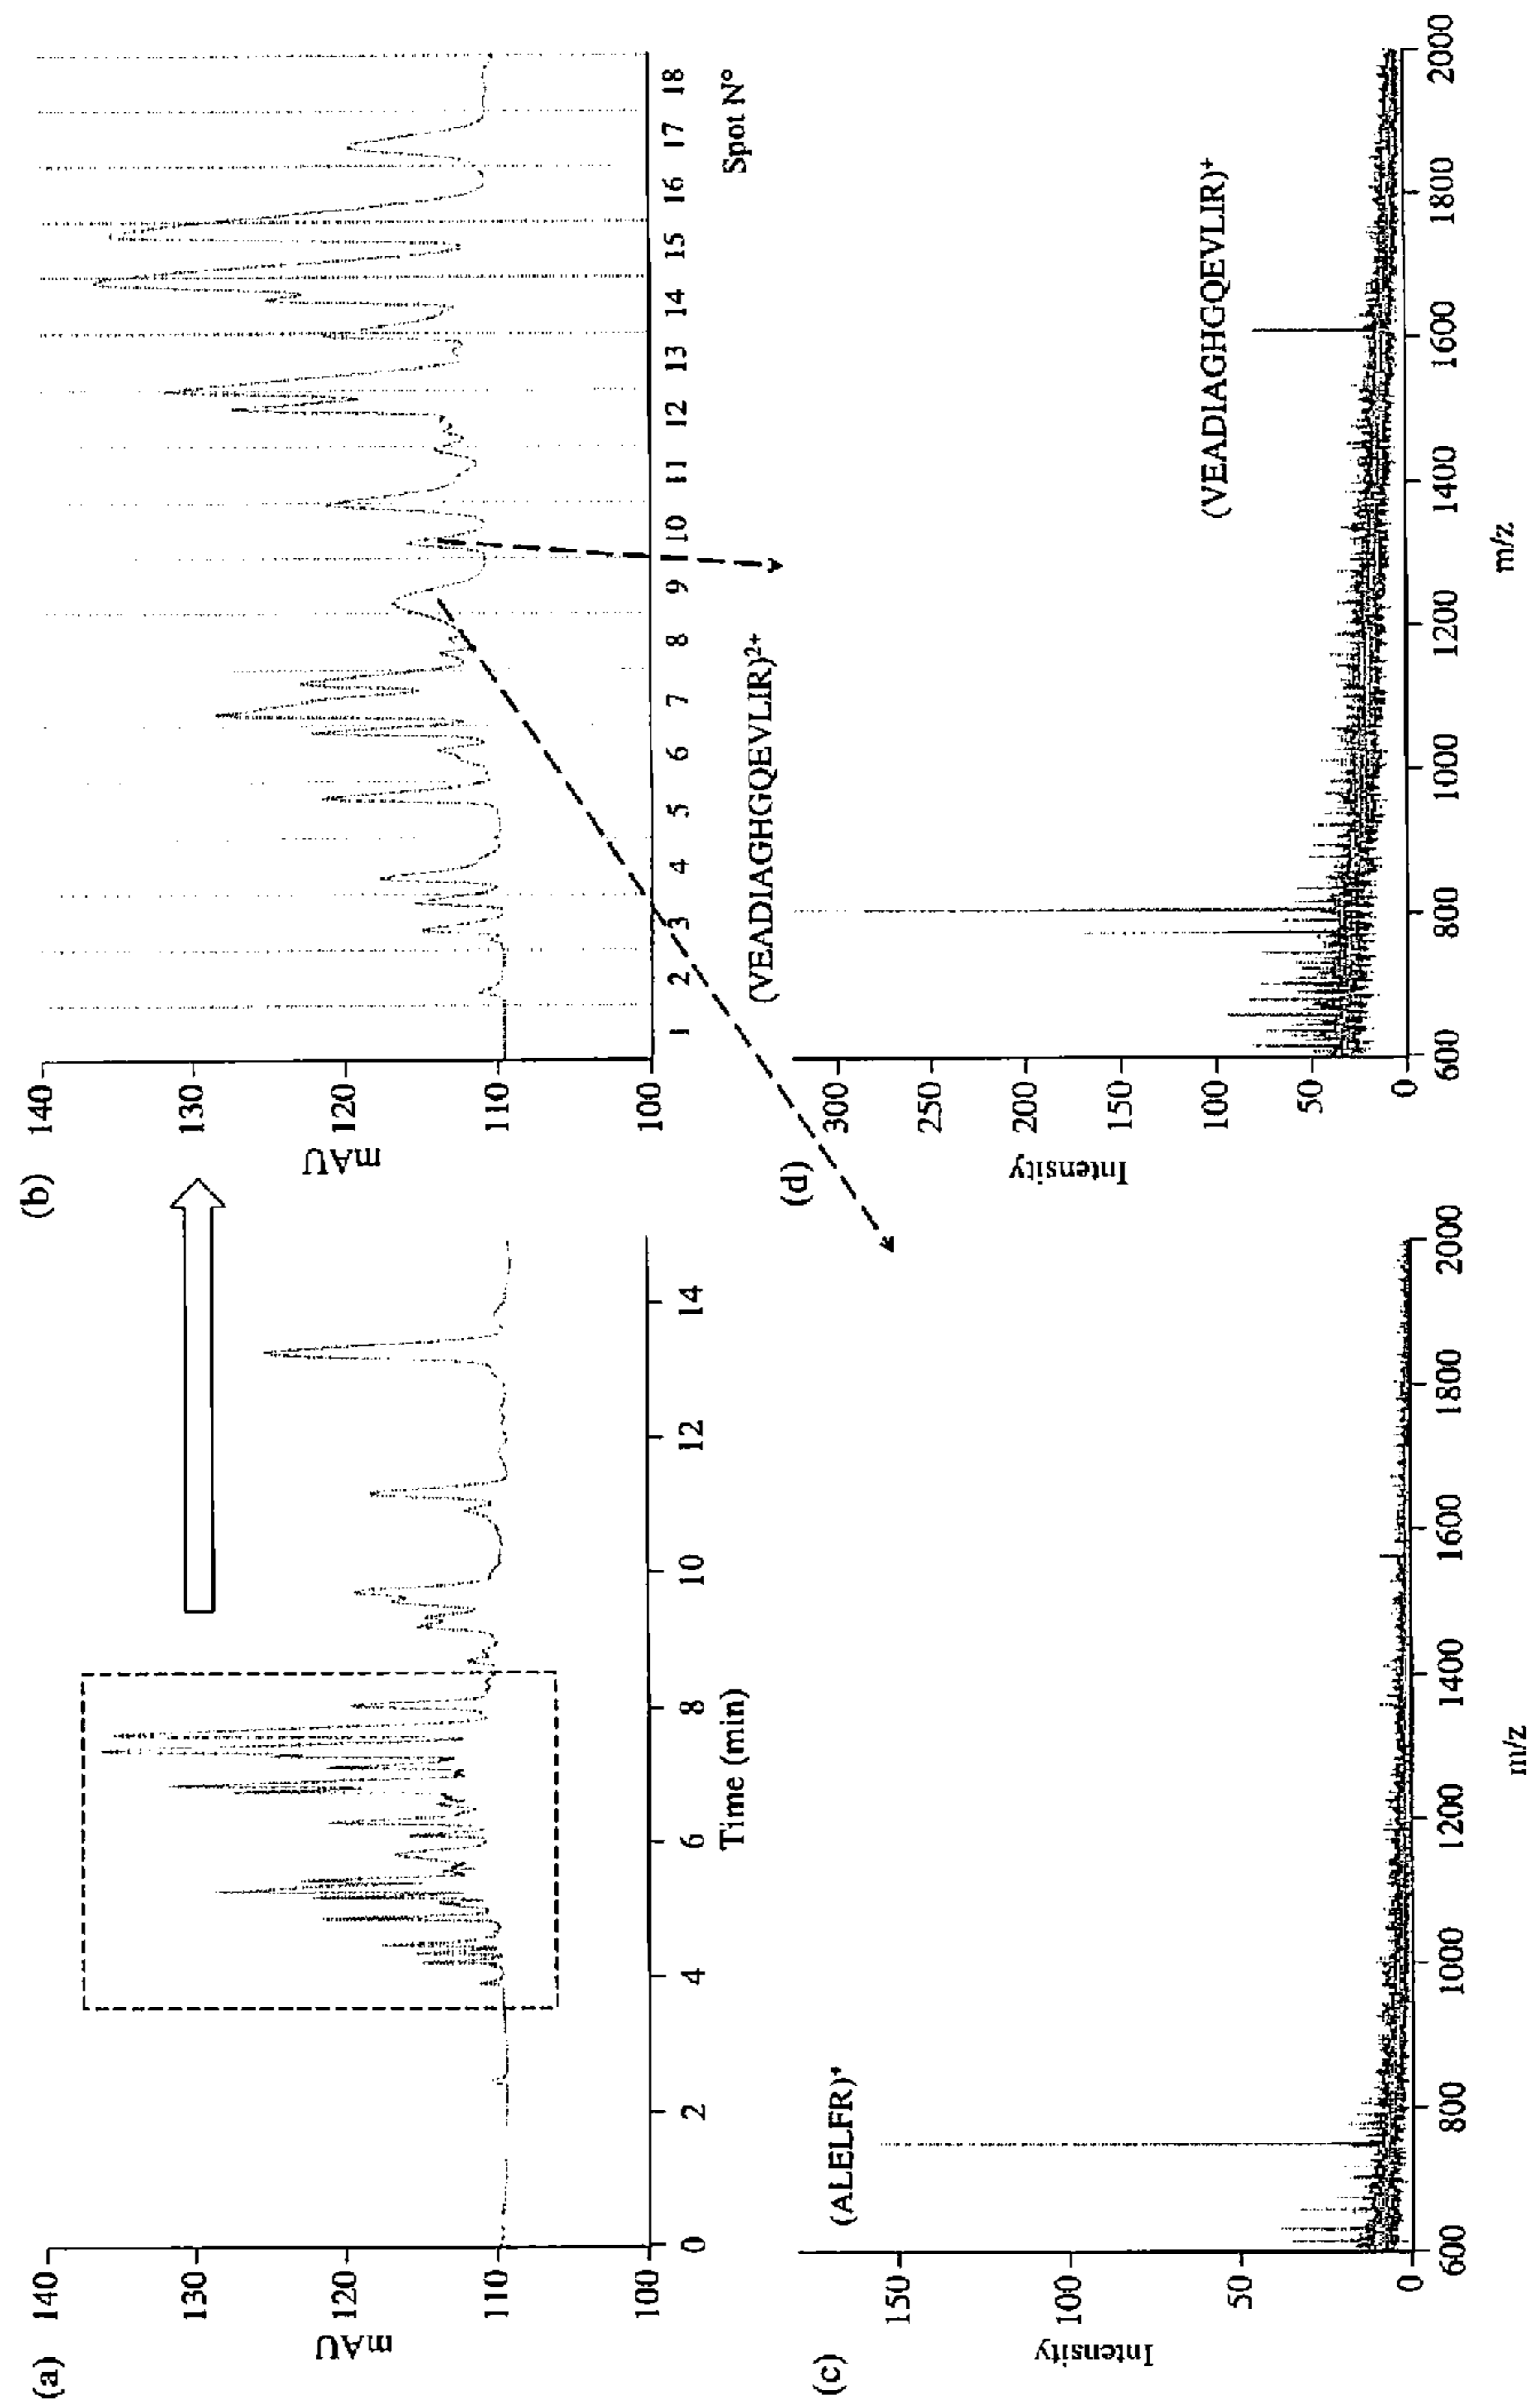 (a)
mAU
140
130
120
110
100
0 2 4 6 8 10 12 14
Time (min)
(b)
mAU
140
130
120
110
100
1 2 3 4 5 6 7 8 9 10 11 12 13 14 15 16 17 18
Spot N°
(c)
Intensity
150
100
50
0
(ALELFR)⁺
600 800 1000 1200 1400 1600 1800 2000
m/z
(d)
Intensity
300
250
200
150
100
50
0
(VEADIAGHGQEVLIR)²⁺
(VEADIAGHGQEVLIR)⁺
600 800 1000 1200 1400 1600 1800 2000
m/z